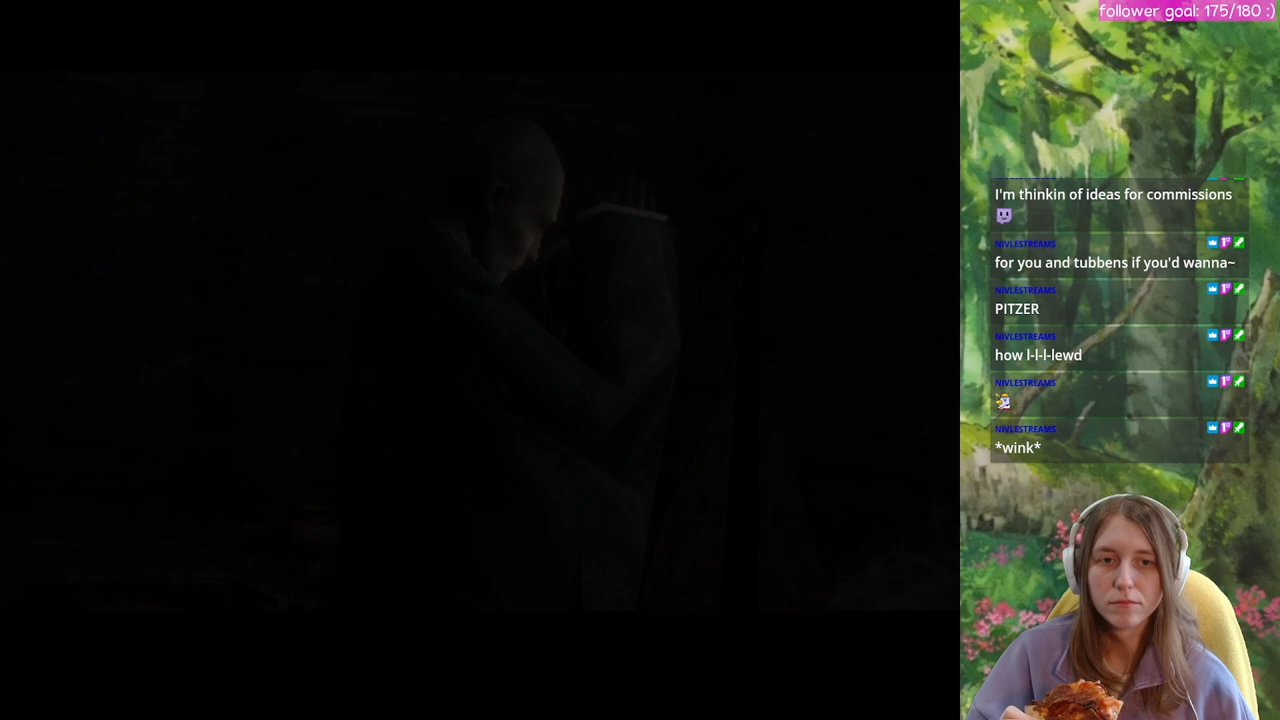 follower goal: 175/180 :)
I'm thinkin of ideas for commissions
NIVLESTREAMS
for you and tubbens if you'd wanna~
NIVLESTREAMS
PITZER
NIVLESTREAMS
how l-l-l-lewd
NIVLESTREAMS
NIVLESTREAMS
*wink*